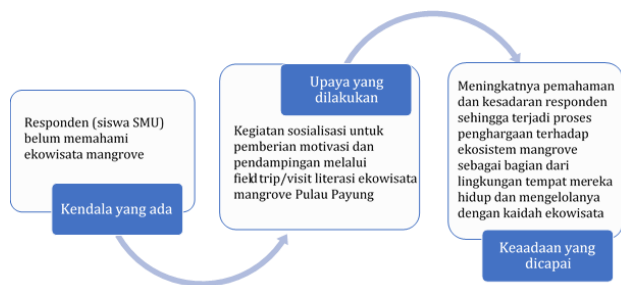 Responden (siswa SMU)
belum memahami
ekowisata mangrove
Kendala yang ada
Upaya yang
dilakukan
Kegiatan sosialisasi untuk
pemberian motivasi dan
pendampingan melalui
field trip/visit literasi ekowisata
mangrove Pulau Payung
Meningkatnya pemahaman
dan kesadaran responden
sehingga terjadi proses
penghargaan terhadap
ekosistem mangrove
sebagai bagian dari
lingkungan tempat mereka
hidup dan mengelolanya
dengan kaidah ekowisata
Keaadaan yang
dicapai